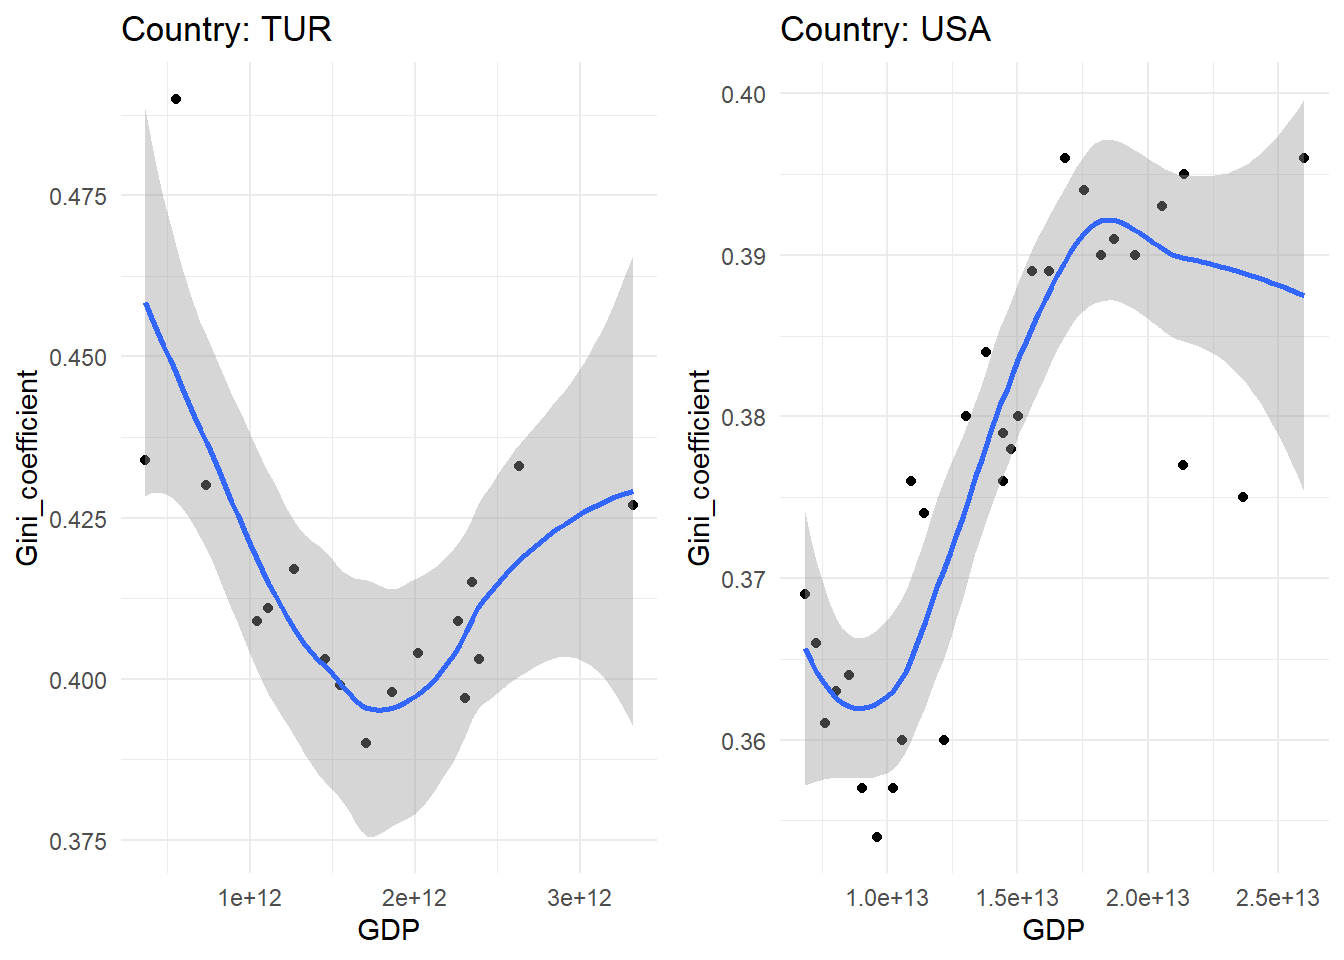 Country: TUR
Gini_coefficient
0.475
0.450
0.425
0.400
0.375
1e+12 2e+12 3e+12
GDP
Country: USA
Gini_coefficient
0.40
0.39
0.38
0.37
0.36
1.0e+13 1.5e+13 2.0e+13 2.5e+13
GDP